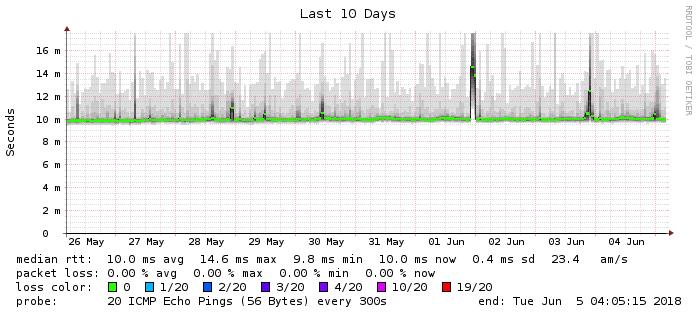 Last 10 Days
RRDTOOL / TOBI OETIKER
Seconds
16 m
14 m
12 m
10 m
8 m
6 m
4 m
2 m
0
26 May 27 May 28 May 29 May 30 May 31 May 01 Jun 02 Jun 03 Jun 04 Jun
median rtt: 10.0 ms avg 14.6 ms max 9.8 ms min 10.0 ms now 0.4 ms sd 23.4 am/s
packet loss: 0.00 % avg 0.00 % max 0.00 % min 0.00 % now
loss color: 0 1/20 2/20 3/20 4/20 10/20 19/20
probe: 20 ICMP Echo Pings (56 Bytes) every 300s end: Tue Jun 5 04:05:15 2018